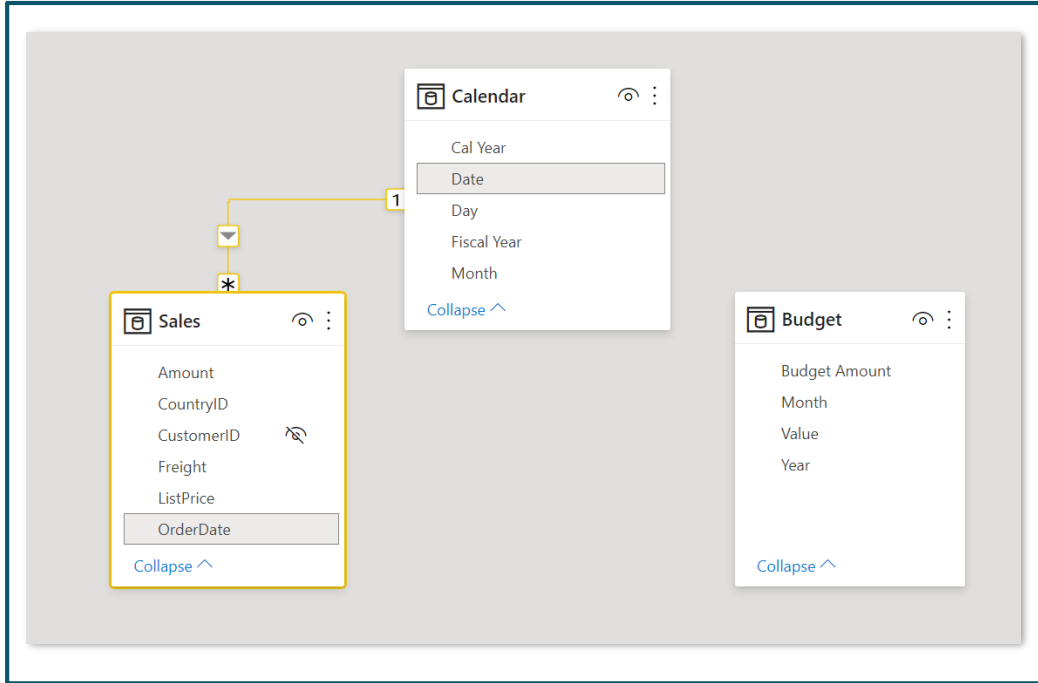 Calendar
Cal Year
Date
Day
Fiscal Year
Month
Collapse
1
*
Sales
Amount
CountryID
CustomerID
Freight
ListPrice
OrderDate
Collapse
Budget
Budget Amount
Month
Value
Year
Collapse